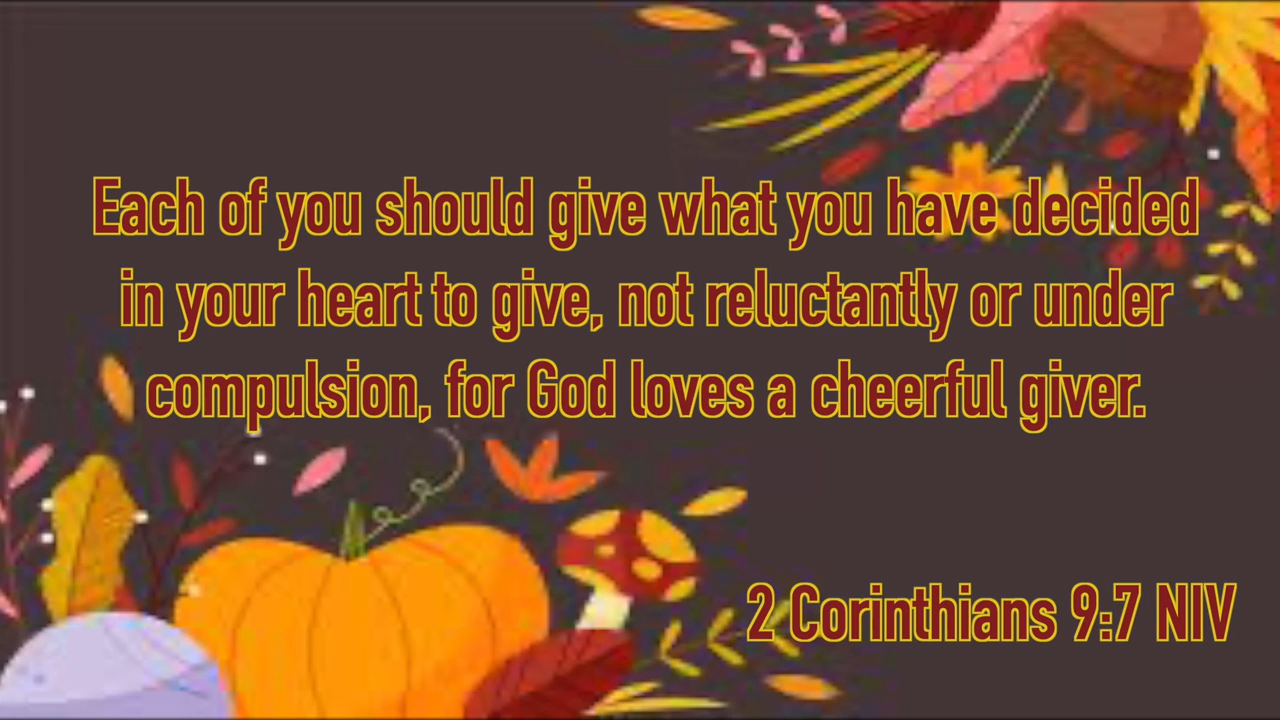 Each of you should give what you have decided
in your heart to give, not reluctantly or under
compulsion, for God loves a cheerful giver.
2 Corinthians 9:7 NIV